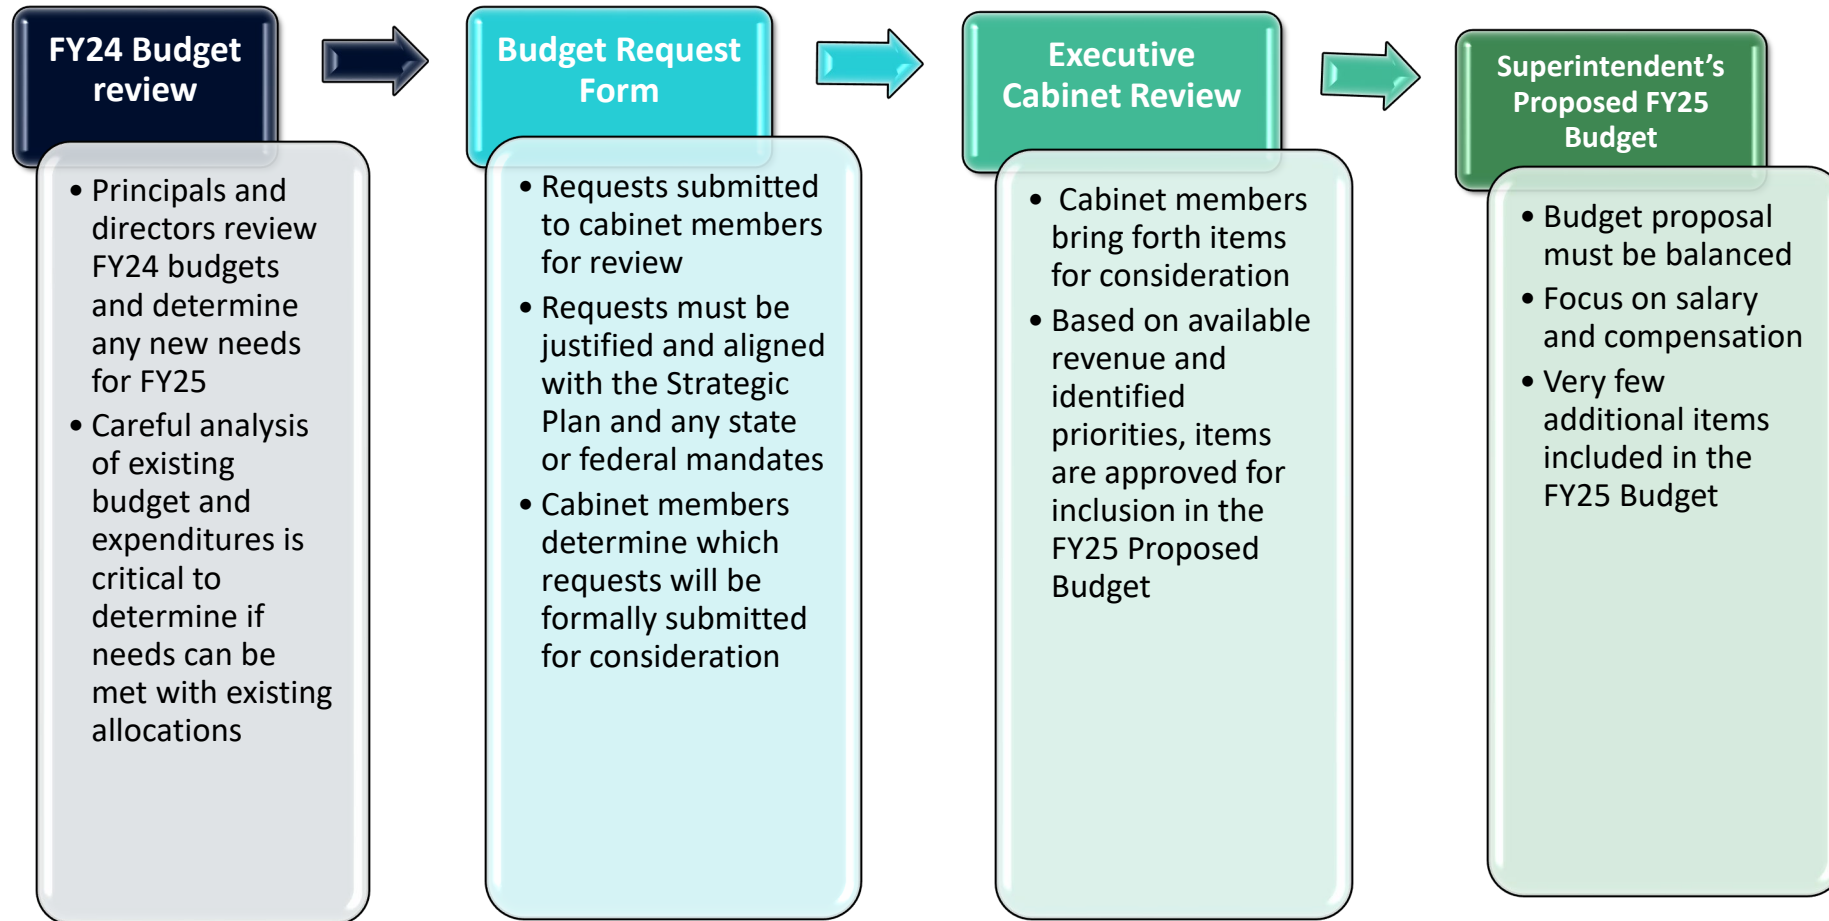 FY24 Budget
review
• Principals and
directors review
FY24 budgets
and determine
any new needs
for FY25
• Careful analysis
of existing
budget and
expenditures is
critical to
determine if
needs can be
met with existing
allocations
Budget Request
Form
• Requests submitted
to cabinet members
for review
• Requests must be
justified and aligned
with the Strategic
Plan and any state
or federal mandates
• Cabinet members
determine which
requests will be
formally submitted
for consideration
Executive
Cabinet Review
• Cabinet members
bring forth items
for consideration
• Based on available
revenue and
identified
priorities, items
are approved for
inclusion in the
FY25 Proposed
Budget
Superintendent’s
Proposed FY25
Budget
• Budget proposal
must be balanced
• Focus on salary
and compensation
• Very few
additional items
included in the
FY25 Budget